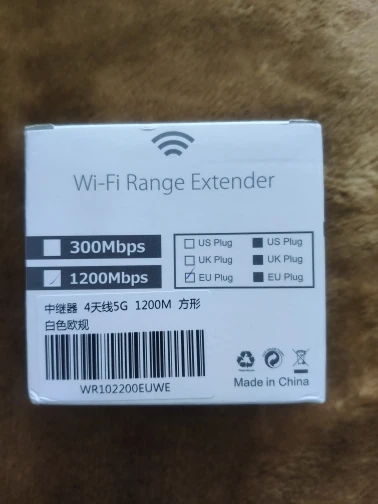 Wi-Fi Range Extender
300Mbps
1200Mbps
US Plug US Plug
UK Plug UK Plug
EU Plug EU Plug
中继器 4天线5G 1200M 方形
白色欧规
WR102200EUWE
Made in China